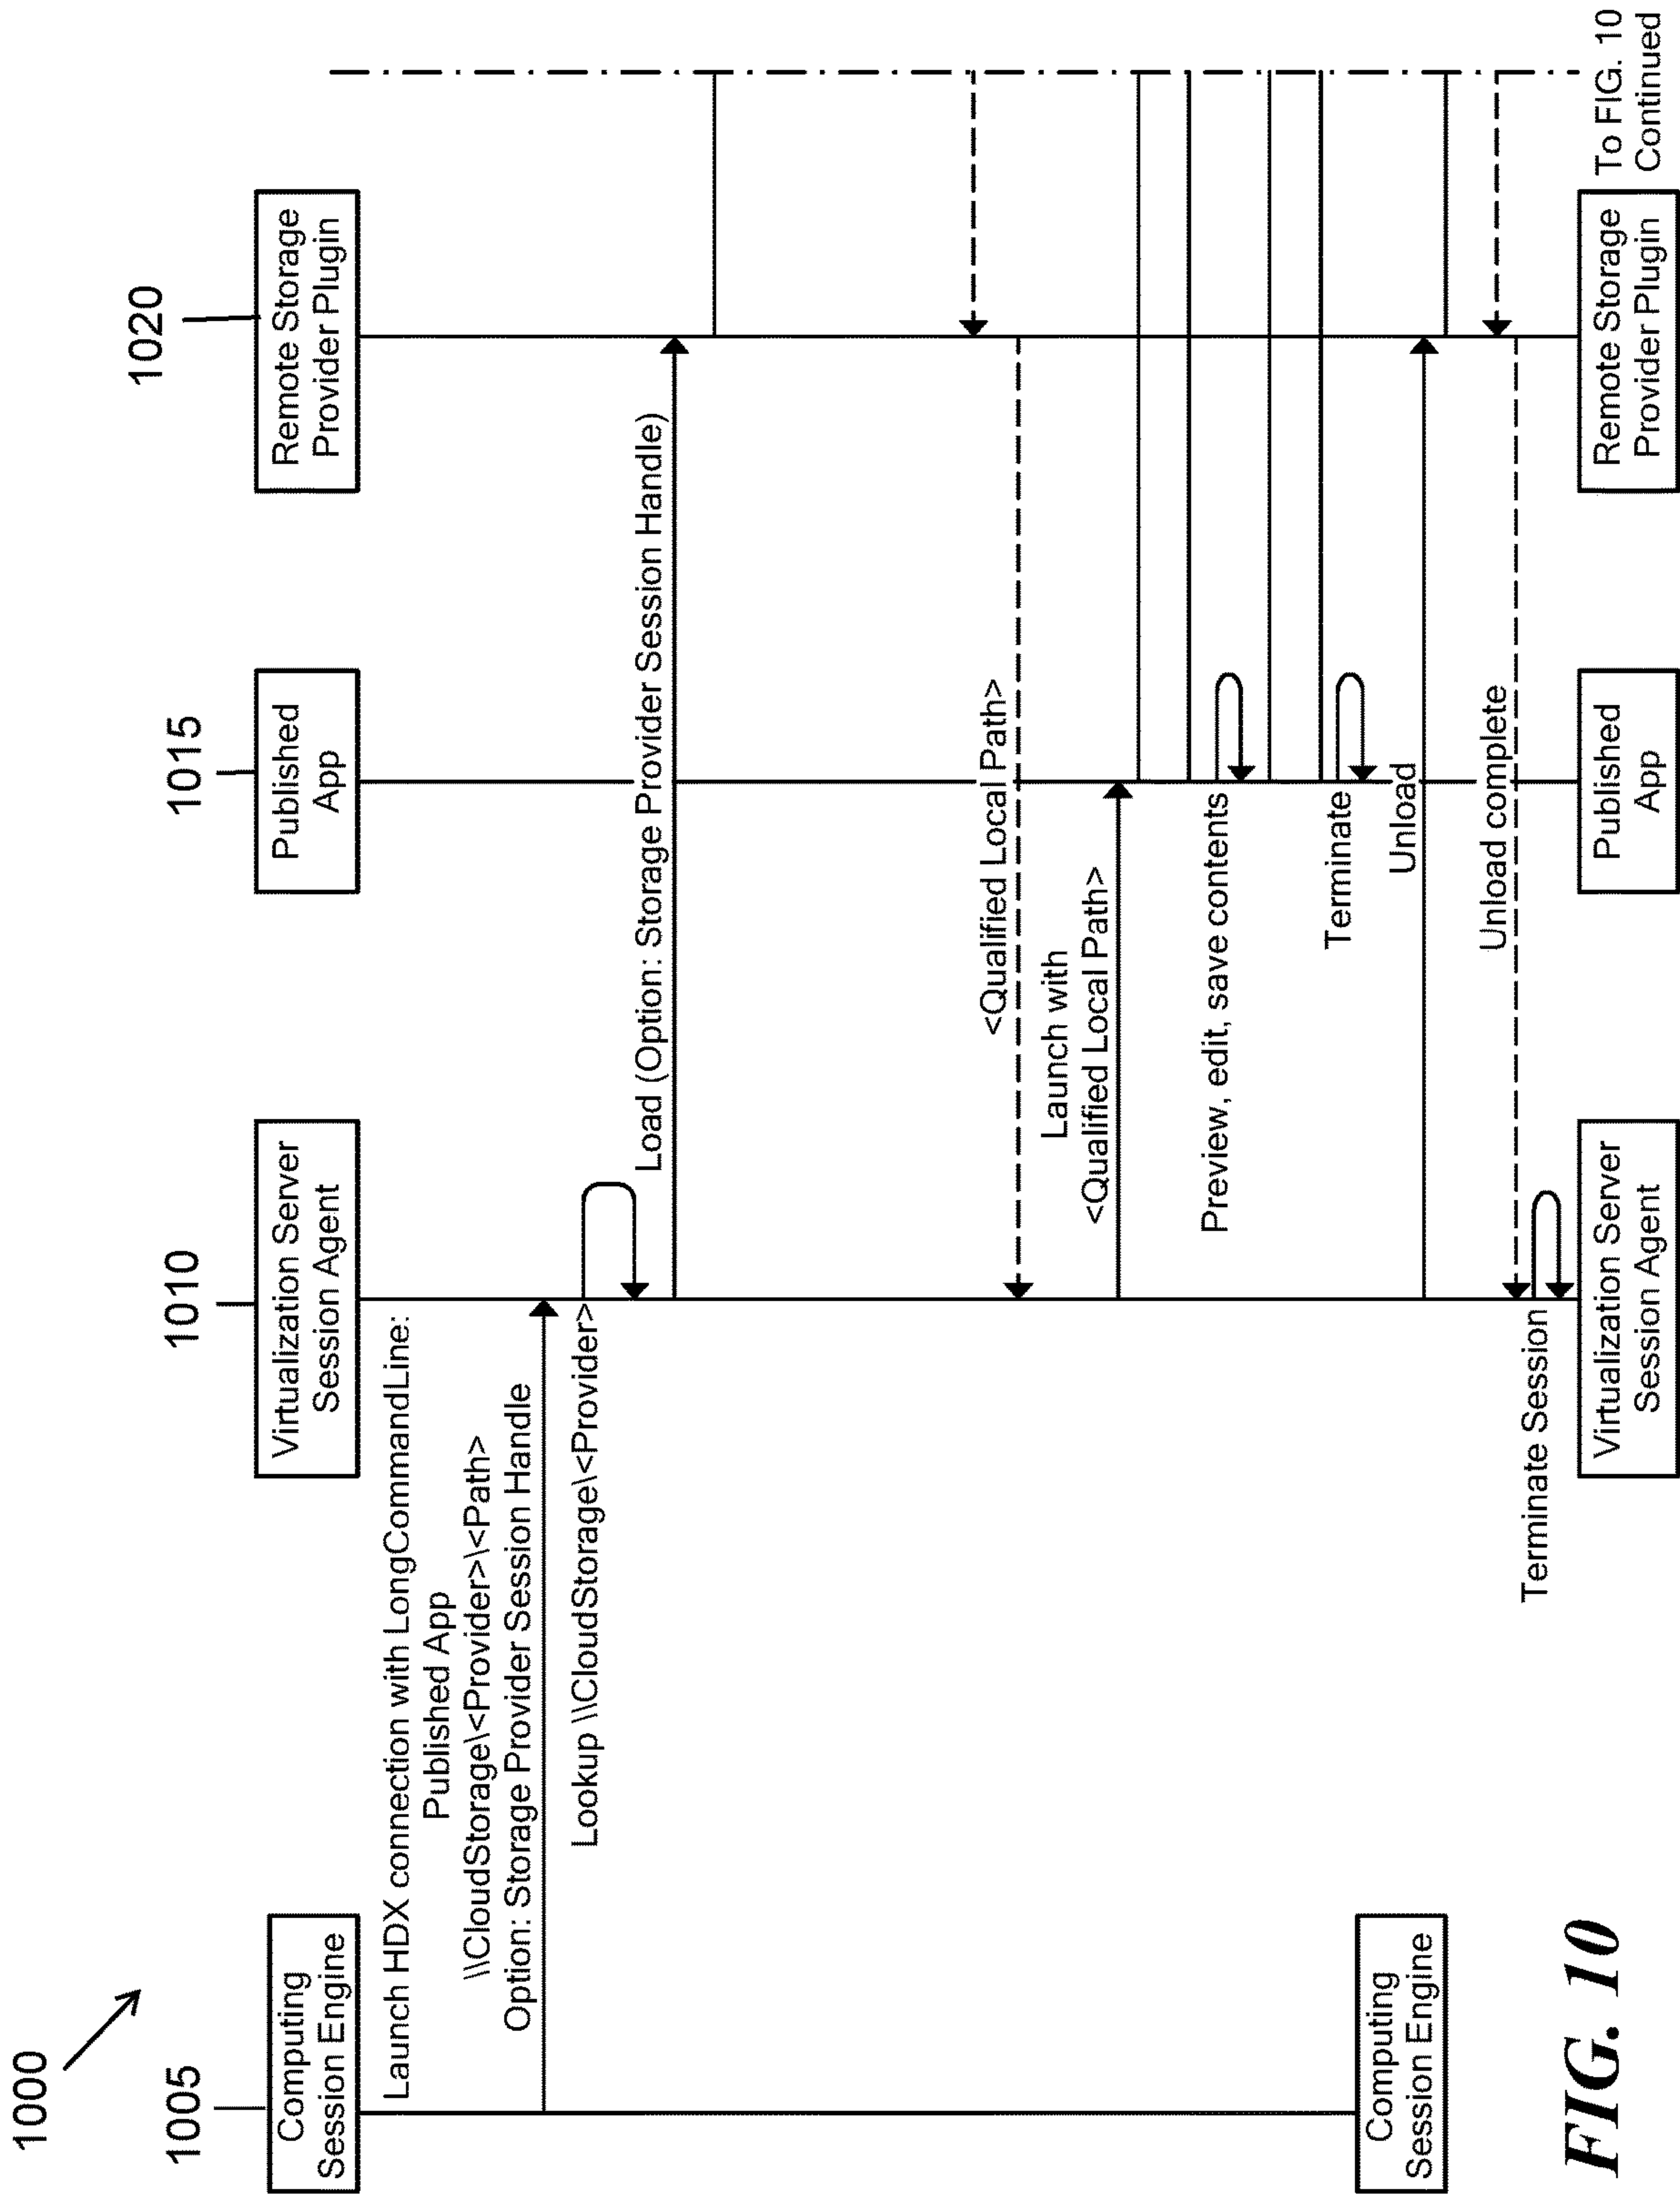 1000
1005
1010
1015
1020
Computing
Session Engine
Virtualization Server
Session Agent
Published
App
Remote Storage
Provider Plugin
Launch HDX connection with LongCommandLine:
Published App
\\CloudStorage\<Provider>\<Path>
Option: Storage Provider Session Handle
Lookup \\CloudStorage\<Provider>
Load (Option: Storage Provider Session Handle)
<Qualified Local Path>
Launch with
<Qualified Local Path>
Preview, edit, save contents
Terminate
Unload
Unload complete
Terminate Session
Computing
Session Engine
Virtualization Server
Session Agent
Published
App
Remote Storage
Provider Plugin
To FIG. 10
Continued
FIG. 10